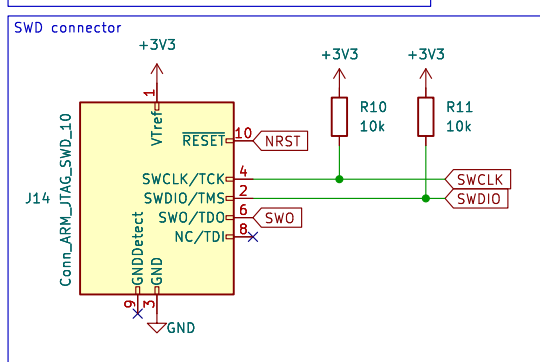 SWD connector
+3V3
+3V3
+3V3
1
VTref
R10
10k
R11
10k
RESET
10
NRST
SWCLK/TCK
4
SWCLK
SWDIO/TMS
2
SWDIO
SWO/TDO
6
SWO
NC/TDI
8
J14
Conn_ARM_JTAG_SWD_10
GNDDetect
GND
9
3
GND